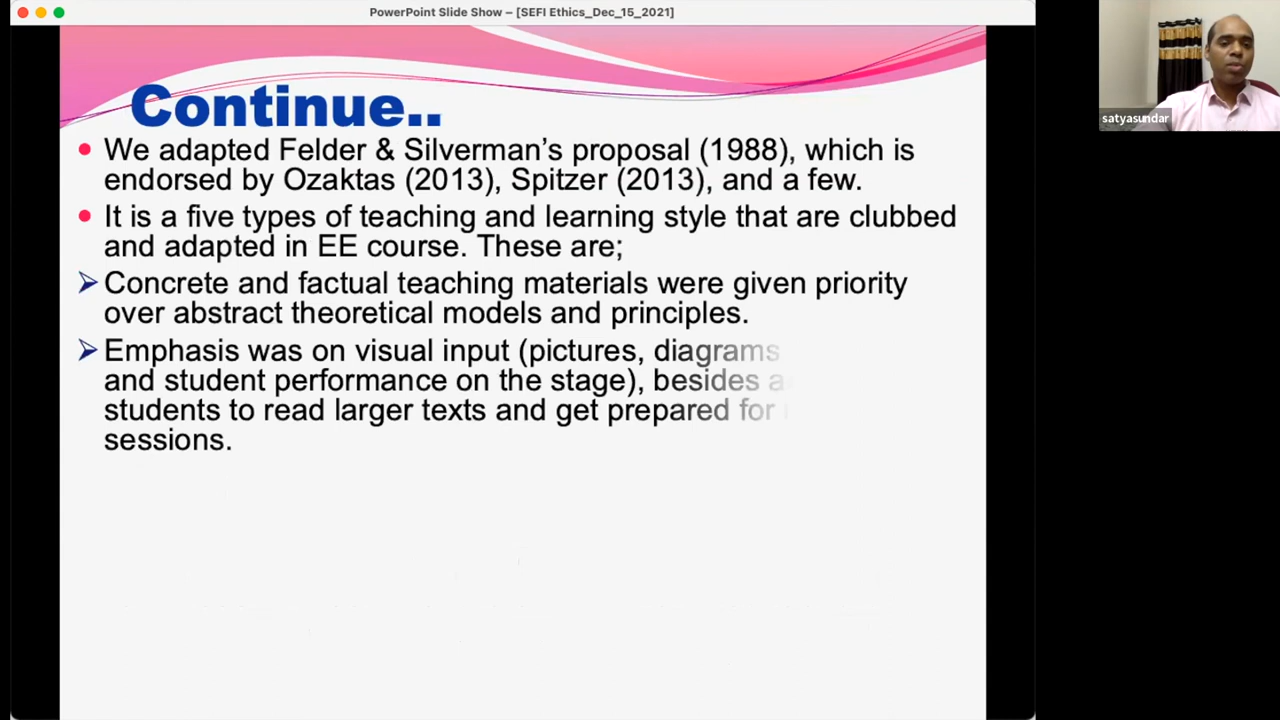 PowerPoint Slide Show – [SEFI Ethics_Dec_15_2021]
Continue..
We adapted Felder & Silverman’s proposal (1988), which is
endorsed by Ozaktas (2013), Spitzer (2013), and a few.
It is a five types of teaching and learning style that are clubbed
and adapted in EE course. These are;
Concrete and factual teaching materials were given priority
over abstract theoretical models and principles.
Emphasis was on visual input (pictures, diagrams
and student performance on the stage), besides
students to read larger texts and get prepared for
sessions.
satyasundar